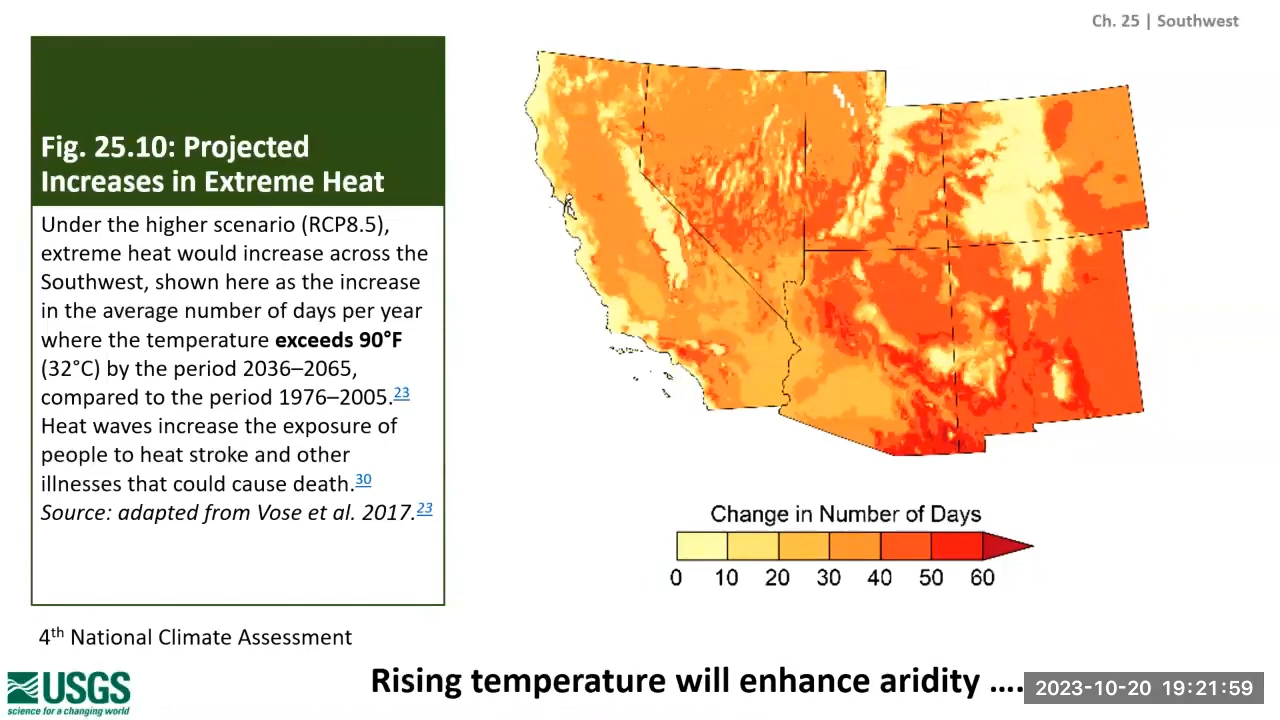 Ch. 25 | Southwest
Fig. 25.10: Projected
Increases in Extreme Heat
Under the higher scenario (RCP8.5),
extreme heat would increase across the
Southwest, shown here as the increase
in the average number of days per year
where the temperature exceeds 90°F
(32°C) by the period 2036–2065,
compared to the period 1976–2005.23
Heat waves increase the exposure of
people to heat stroke and other
illnesses that could cause death.30
Source: adapted from Vose et al. 2017.23
Change in Number of Days
0 10 20 30 40 50 60
4th National Climate Assessment
USGS
science for a changing world
Rising temperature will enhance aridity ....
2023-10-20 19:21:59